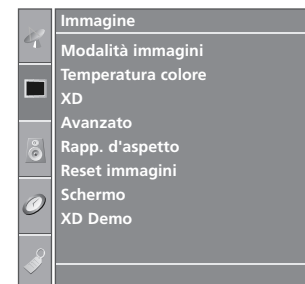 Immagine
Modalità immagini
Temperatura colore
XD
Avanzato
Rapp. d'aspetto
Reset immagini
Schermo
XD Demo